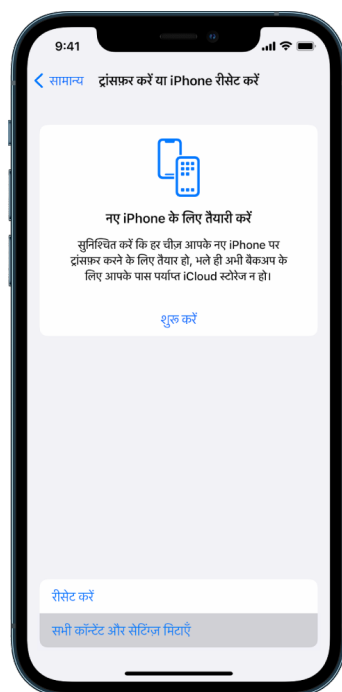 9:41
सामान्य ट्रांसफ़र करें या iPhone रीसेट करें
नए iPhone के लिए तैयारी करें
सुनिश्चित करें कि हर चीज़ आपके नए iPhone पर
ट्रांसफ़र करने के लिए तैयार हो, भले ही अभी बैकअप के
लिए आपके पास पर्याप्त iCloud स्टोरेज न हो।
शुरू करें
रीसेट करें
सभी कॉन्टेंट और सेटिंग्ज़ मिटाएँ